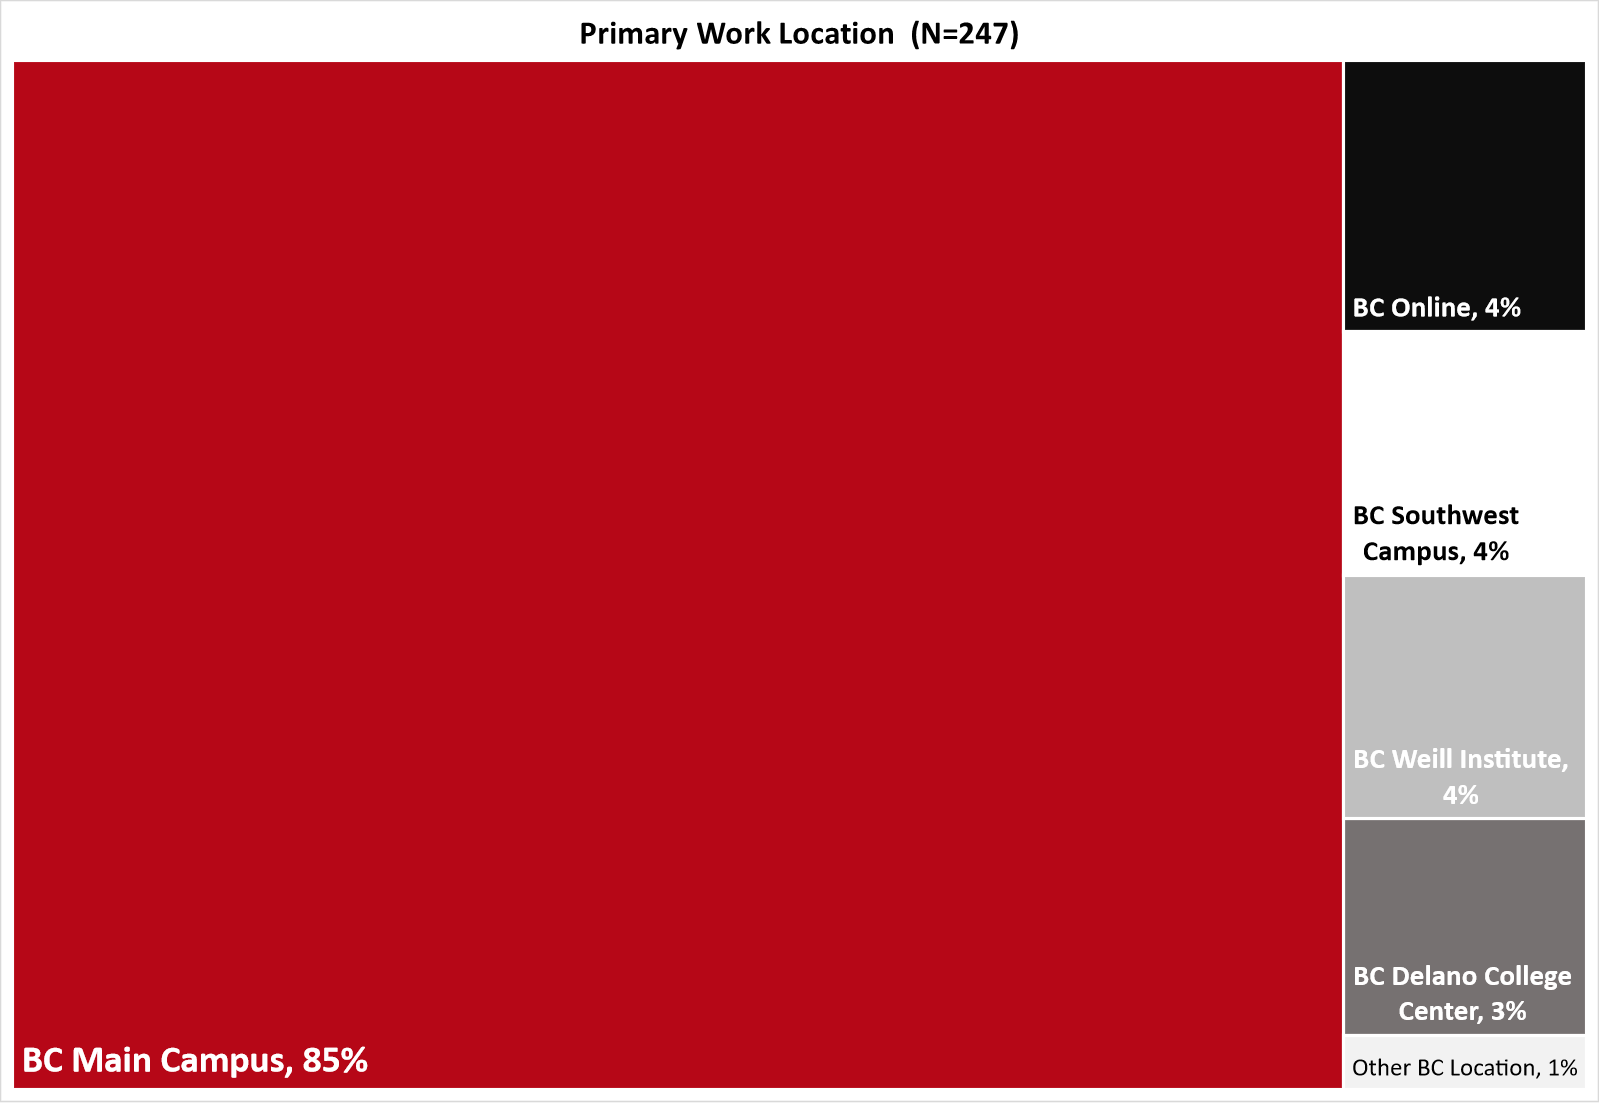 Primary Work Location (N=247)
BC Online, 4%
BC Southwest
Campus, 4%
BC Weill Institute,
4%
BC Delano College
Center, 3%
BC Main Campus, 85%
Other BC Location, 1%